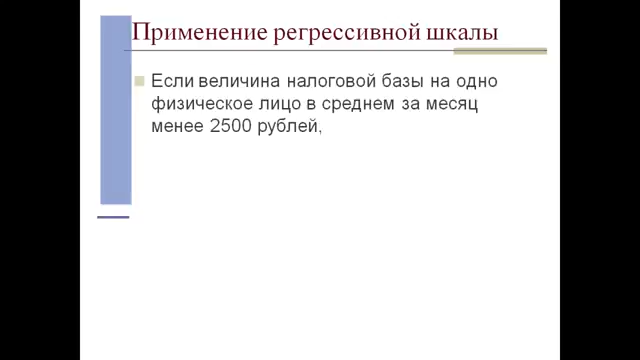 Применение регрессивной шкалы
Если величина налоговой базы на одно
физическое лицо в среднем за месяц
менее 2500 рублей,